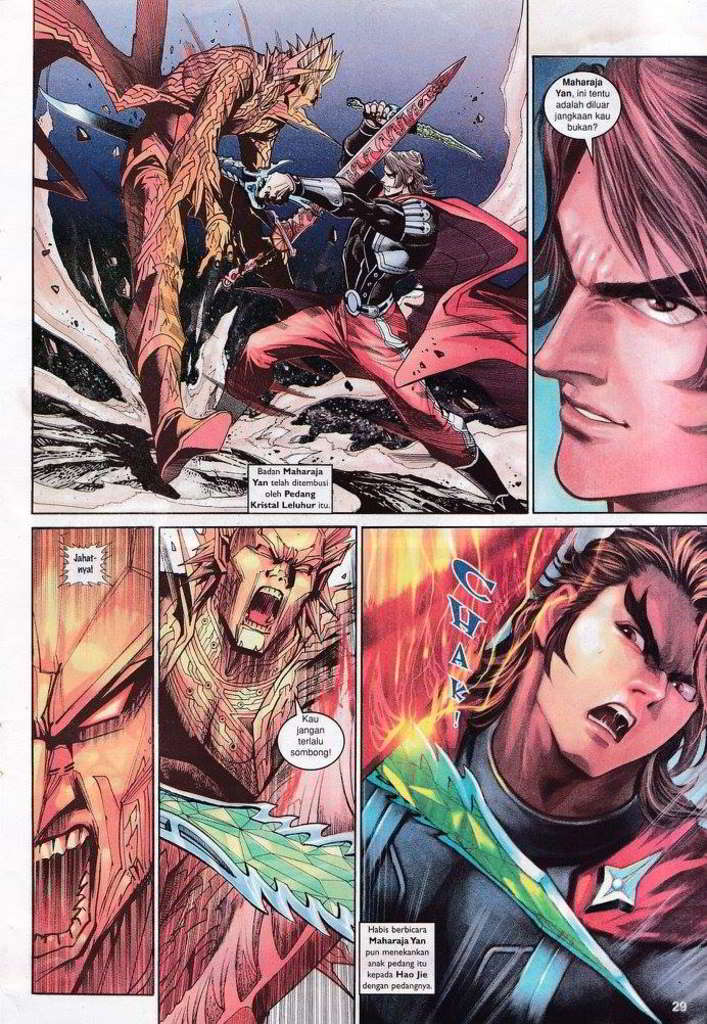 Maharaja
Yan, ini tentu
adalah diluar
jangkaan kau
bukan?
Badan Maharaja
Yan telah ditembusi
oleh Pedang
Kristal Leluhur itu.
Jahat-
nya!
Kau
jangan
terlalu
sombong!
CHAK!
Habis berbicara
Maharaja Yan
pun menekankan
anak pedang itu
kepada Hao Jie
dengan pedangnya.
29